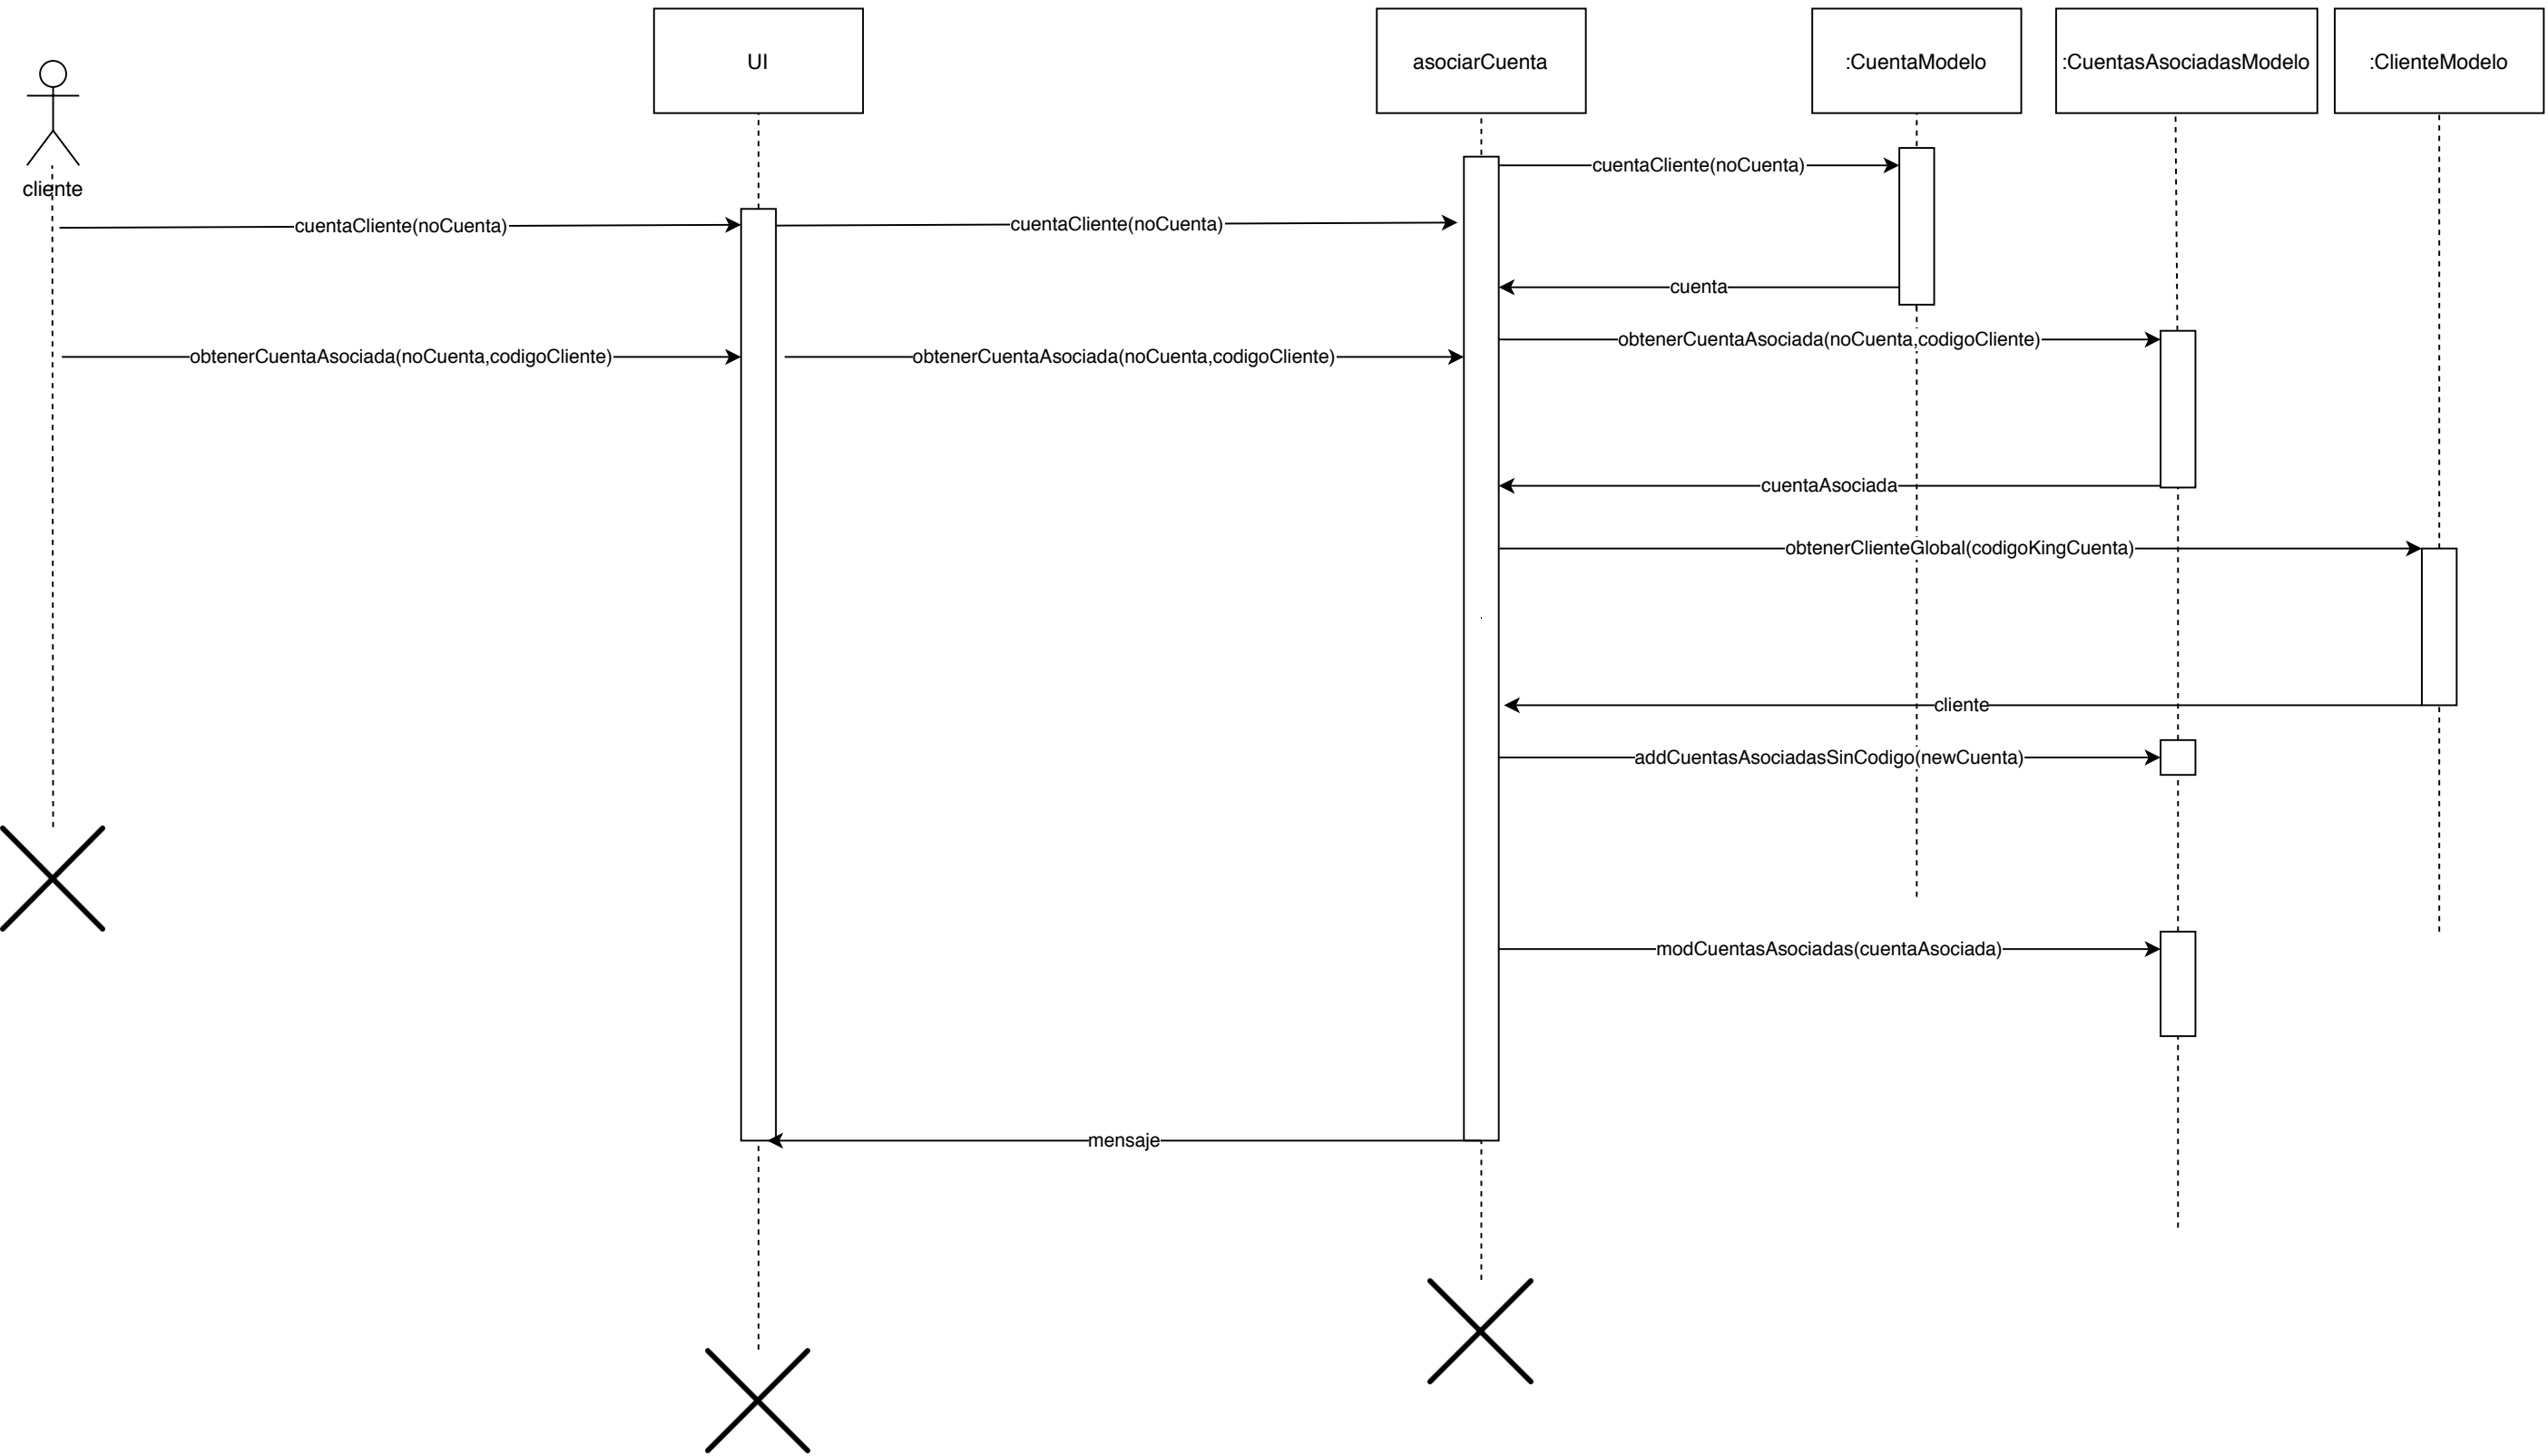 UI
asociarCuenta
:CuentaModelo
:CuentasAsociadasModelo
:ClienteModelo
cliente
cuentaCliente(noCuenta)
cuentaCliente(noCuenta)
cuentaCliente(noCuenta)
cuenta
obtenerCuentaAsociada(noCuenta,codigoCliente)
obtenerCuentaAsociada(noCuenta,codigoCliente)
obtenerCuentaAsociada(noCuenta,codigoCliente)
cuentaAsociada
obtenerClienteGlobal(codigoKingCuenta)
cliente
addCuentasAsociadasSinCodigo(newCuenta)
modCuentasAsociadas(cuentaAsociada)
mensaje